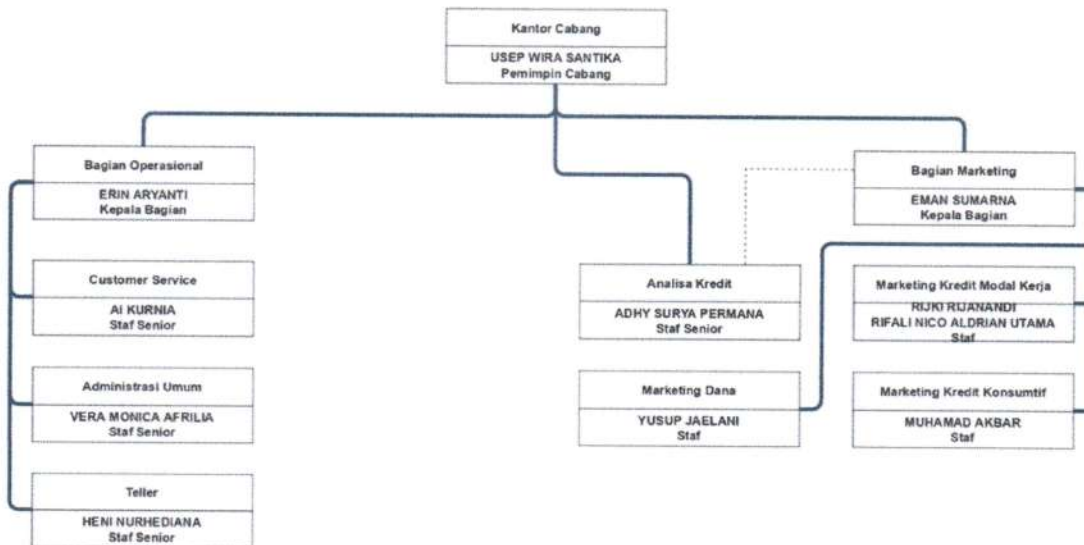 Kantor Cabang
USEP WIRA SANTIKA
Pemimpin Cabang
Bagian Operasional
ERIN ARYANTI
Kepala Bagian
Customer Service
AI KURNIA
Staf Senior
Administrasi Umum
VERA MONICA AFRILIA
Staf Senior
Teller
HENI NURHEDIANA
Staf Senior
Analisa Kredit
ADHY SURYA PERMANA
Staf Senior
Marketing Dana
YUSUP JAELANI
Staf
Bagian Marketing
EMAN SUMARNA
Kepala Bagian
Marketing Kredit Modal Kerja
RIJKI RIJANANDI
RIFALI NICO ALDRIAN UTAMA
Staf
Marketing Kredit Konsumtif
MUHAMAD AKBAR
Staf